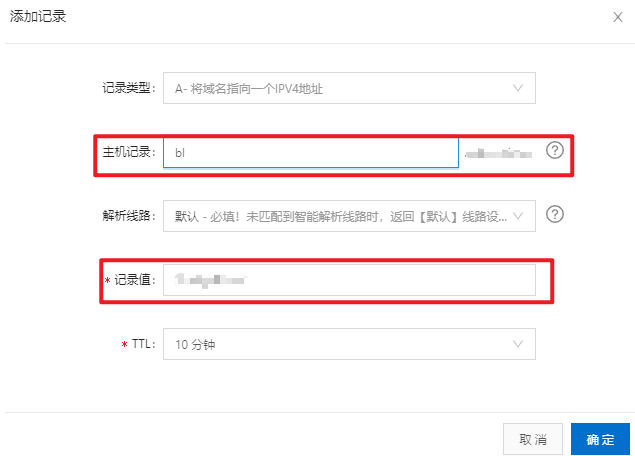 添加记录
记录类型: A- 将域名指向一个IPV4地址
主机记录: bl
解析线路: 默认 - 必填！未匹配到智能解析线路时，返回【默认】线路设...
* 记录值:
* TTL: 10 分钟
取 消 确 定